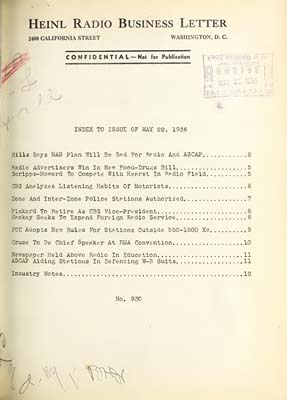 HEINL RADIO BUSINESS LETTER
2400 CALIFORNIA STREET WASHINGTON, D. C.
CONFIDENTIAL—Not for Publication
INDEX TO ISSUE OF MAY 22, 1936
Mills Says NAB Plan Will Be Bad For Radio And ASCAP..........2
Radio Advertisers Win In New Food-Drugs Bill.................5
Scripps-Howard To Compete With Hearst In Radio Field.........5
CBS Analyzes Listening Habits Of Motorists...................6
Zone And Inter-Zone Police Stations Authorized...............7
Pickard To Retire As CBS Vice-President......................8
Mackay Seeks To Expand Foreign Radio Service.................8
FCC Adopts New Rules For Stations Outside 550-1500 Kc........9
Cruse To Be Chief Speaker At RMA Convention..................10
Newspaper Held Above Radio In Education......................11
ASCAP Aiding Stations In Defending W-B Suits.................11
Industry Notes...............................................12
No. 930